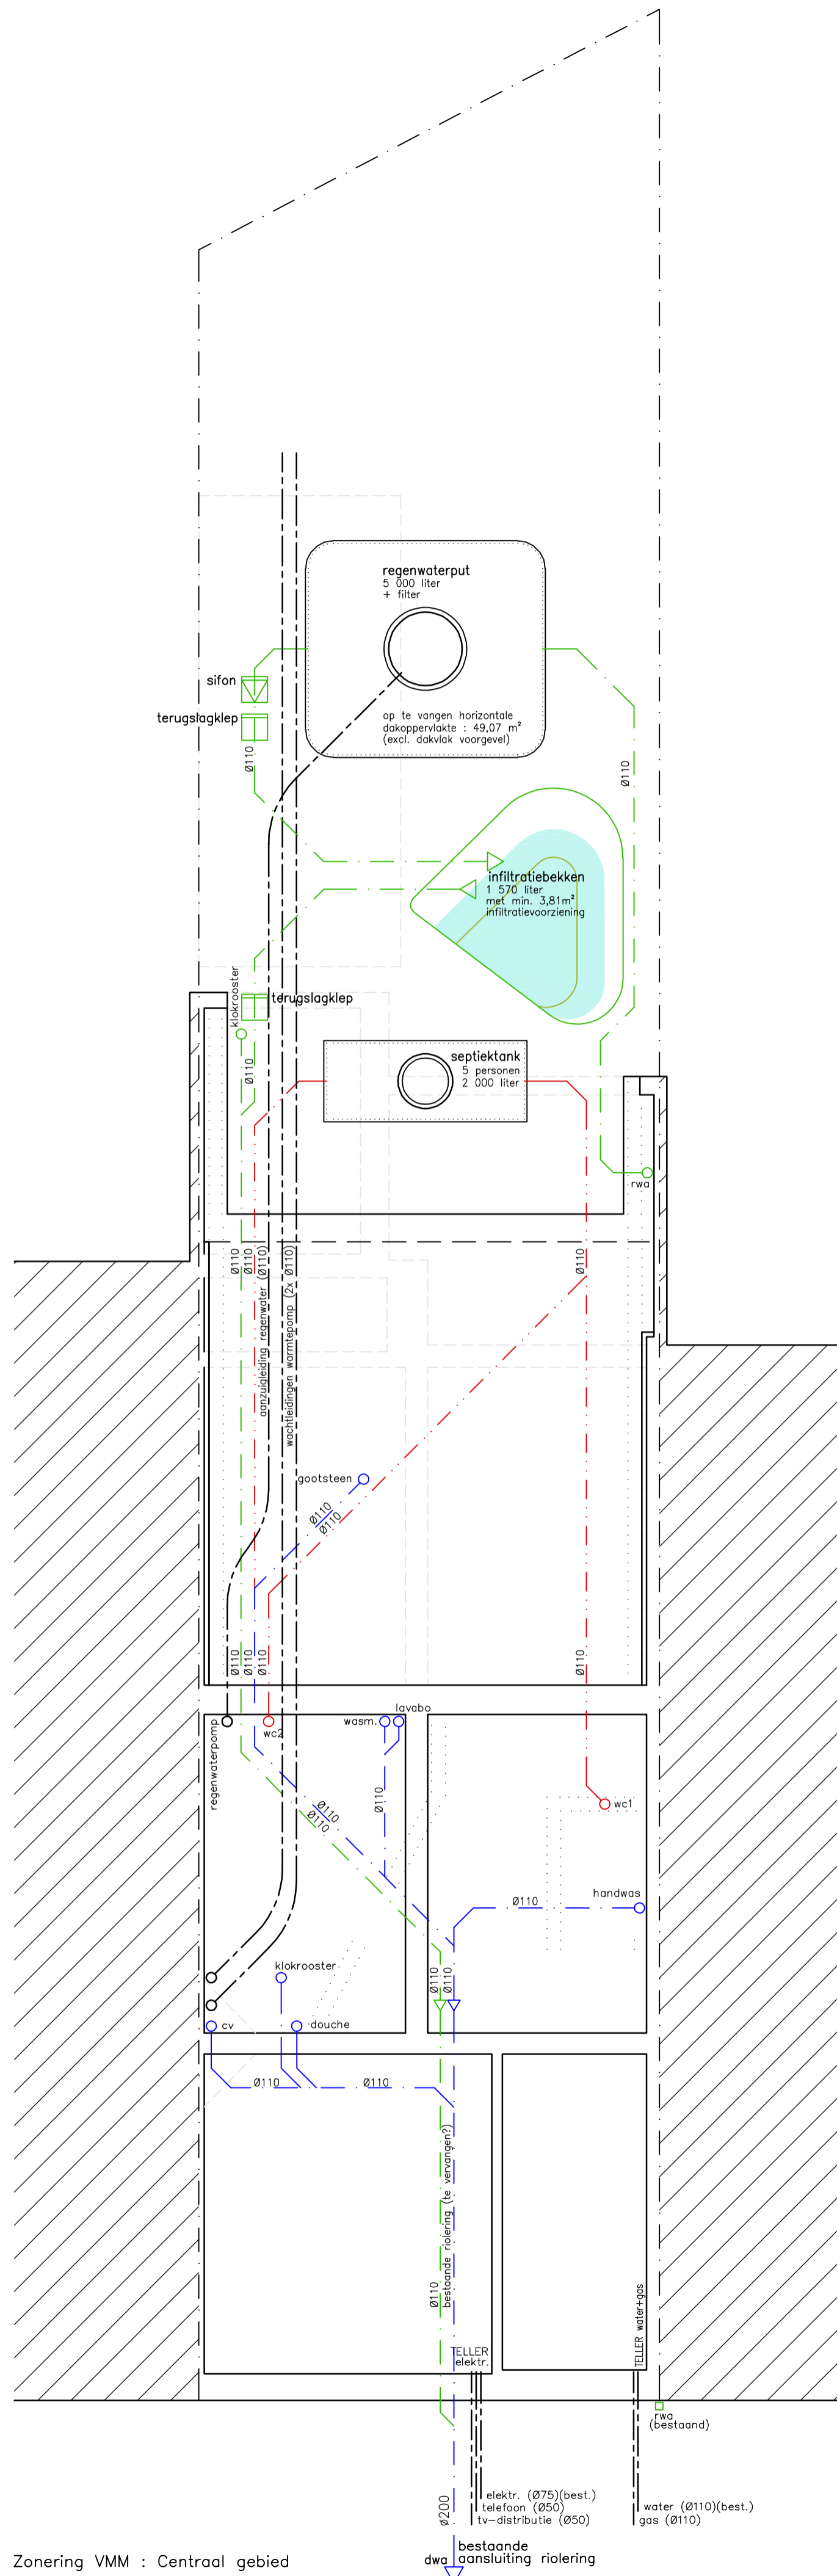 regenwaterput
5 000 liter
+ filter
sifon
terugslagklep
op te vangen horizontale
dakoppervlakte : 49,07 m²
(excl. dakvlak voorgevel)
Ø110
Ø110
infiltratiebekken
1 570 liter
met min. 3,81m²
infiltratievoorziening
klokrooster
terugslagklep
Ø110
septiektank
5 personen
2 000 liter
rwa
Ø110
Ø110
aanzuigleiding regenwater (Ø110)
wachtleidingen warmtepomp (2x Ø110)
Ø110
gootsteen
Ø110
Ø110
Ø110
Ø110
Ø110
Ø110
regenwaterpomp
wc2
wasm.
lavabo
Ø110
Ø110
Ø110
wc1
handwas
Ø110
klokrooster
Ø110
Ø110
cv
douche
Ø110
Ø110
bestaande riolering (te vervangen?)
Ø110
TELLER
elektr.
TELLER water+gas
rwa
(bestaand)
elektr. (Ø75)(best.)
telefoon (Ø50)
tv-distributie (Ø50)
water (Ø110)(best.)
gas (Ø110)
Ø200
bestaande
dwa aansluiting riolering
Zonering VMM : Centraal gebied